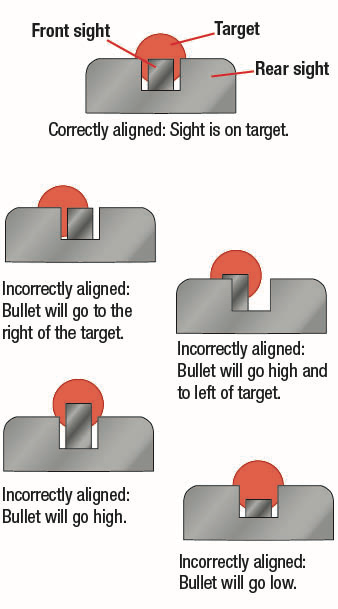 Front sight
Target
Rear sight
Correctly aligned: Sight is on target.
Incorrectly aligned:
Bullet will go to the
right of the target.
Incorrectly aligned:
Bullet will go high and
to left of target.
Incorrectly aligned:
Bullet will go high.
Incorrectly aligned:
Bullet will go low.